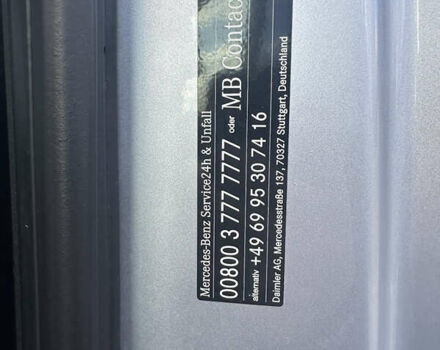 Mercedes-Benz Service24h & Unfall
00800 3 777 7777 oder MB Contac
alternativ +49 69 95 30 74 16
Daimler AG, Mercedesstraße 137, 70327 Stuttgart, Deutschland